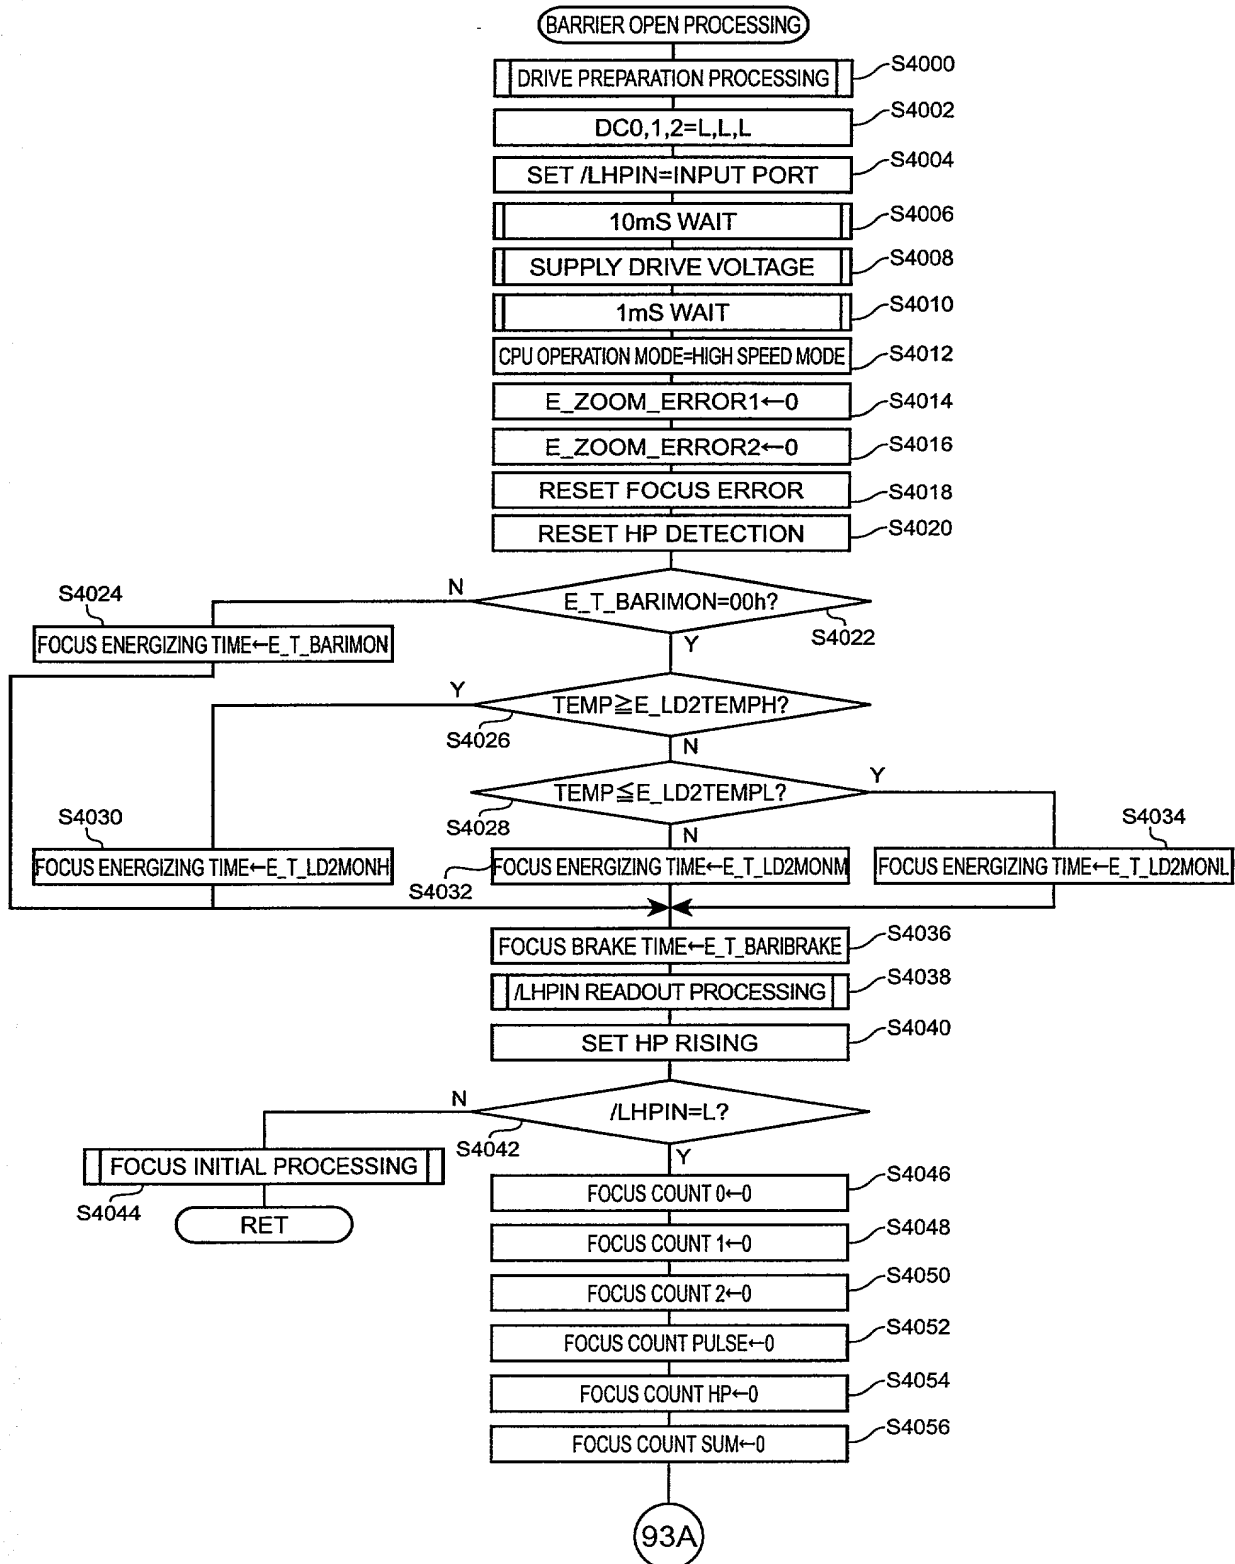 BARRIER OPEN PROCESSING
DRIVE PREPARATION PROCESSING
S4000
DC0,1,2=L,L,L
S4002
SET /LHPIN=INPUT PORT
S4004
10mS WAIT
S4006
SUPPLY DRIVE VOLTAGE
S4008
1mS WAIT
S4010
CPU OPERATION MODE=HIGH SPEED MODE
S4012
E_ZOOM_ERROR1←0
S4014
E_ZOOM_ERROR2←0
S4016
RESET FOCUS ERROR
S4018
RESET HP DETECTION
S4020
E_T_BARIMON=00h?
S4022
N
Y
S4024
FOCUS ENERGIZING TIME←E_T_BARIMON
TEMP≧E_LD2TEMPH?
S4026
Y
N
TEMP≦E_LD2TEMPL?
S4028
Y
N
S4030
FOCUS ENERGIZING TIME←E_T_LD2MONH
S4032
FOCUS ENERGIZING TIME←E_T_LD2MONM
S4034
FOCUS ENERGIZING TIME←E_T_LD2MONL
FOCUS BRAKE TIME←E_T_BARIBRAKE
S4036
/LHPIN READOUT PROCESSING
S4038
SET HP RISING
S4040
/LHPIN=L?
S4042
N
Y
FOCUS INITIAL PROCESSING
S4044
RET
FOCUS COUNT 0←0
S4046
FOCUS COUNT 1←0
S4048
FOCUS COUNT 2←0
S4050
FOCUS COUNT PULSE←0
S4052
FOCUS COUNT HP←0
S4054
FOCUS COUNT SUM←0
S4056
93A